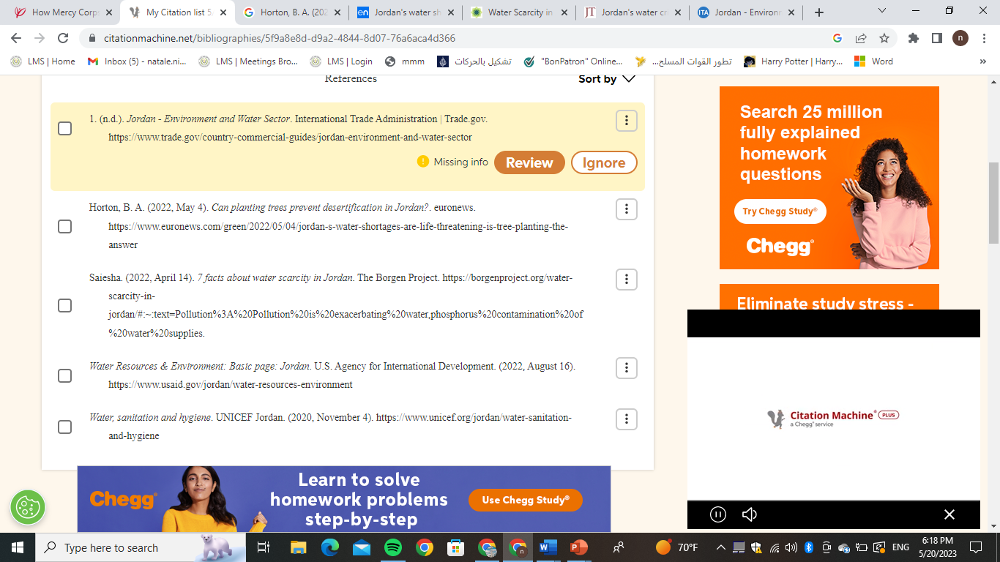 How Mercy Corps
My Citation list 5
Horton, B. A. (202
Jordan's water sh
Water Scarcity in
Jordan's water cri
Jordan - Environm
citationmachine.net/bibliographies/5f9a8e8d-d9a2-4844-8d07-76a6aca4d366
n
LMS | Home
Inbox (5) - natale.ni...
LMS | Meetings Bro...
LMS | Login
mmm
تشكيل بالحركات
"BonPatron" Online...
تطور القوات المسلح...
Harry Potter | Harry...
Word
»
References
Sort by
1. (n.d.). Jordan - Environment and Water Sector. International Trade Administration | Trade.gov.
https://www.trade.gov/country-commercial-guides/jordan-environment-and-water-sector
Missing info
Review
Ignore
Horton, B. A. (2022, May 4). Can planting trees prevent desertification in Jordan?. euronews.
https://www.euronews.com/green/2022/05/04/jordan-s-water-shortages-are-life-threatening-is-tree-planting-the-
answer
Saiesha. (2022, April 14). 7 facts about water scarcity in Jordan. The Borgen Project. https://borgenproject.org/water-
scarcity-in-
jordan/#:~:text=Pollution%3A%20Pollution%20is%20exacerbating%20water,phosphorus%20contamination%20of
%20water%20supplies.
Water Resources & Environment: Basic page: Jordan. U.S. Agency for International Development. (2022, August 16).
https://www.usaid.gov/jordan/water-resources-environment
Water, sanitation and hygiene. UNICEF Jordan. (2020, November 4). https://www.unicef.org/jordan/water-sanitation-
and-hygiene
Search 25 million
fully explained
homework
questions
Try Chegg Study®
Chegg®
Eliminate study stress -
Citation Machine® PLUS
a Chegg® service
Chegg®
Learn to solve
homework problems
step-by-step
Use Chegg Study®
Type here to search
70°F
ENG
6:18 PM
5/20/2023